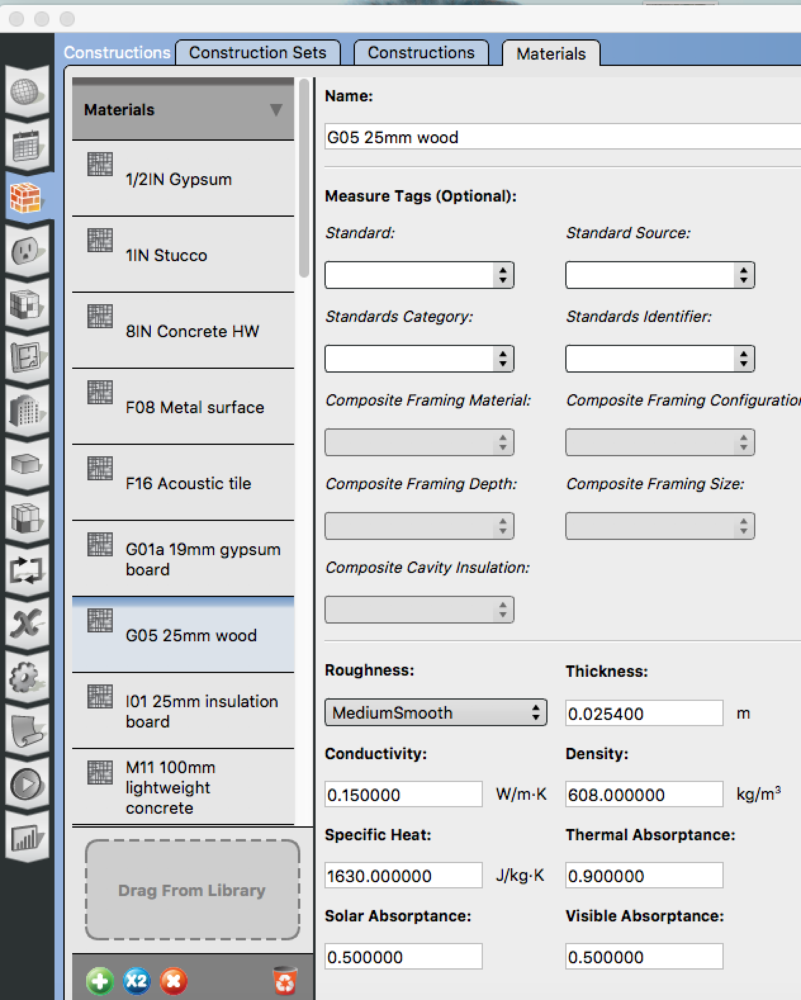 Constructions
Construction Sets
Constructions
Materials
Materials
1/2IN Gypsum
1IN Stucco
8IN Concrete HW
F08 Metal surface
F16 Acoustic tile
G01a 19mm gypsum
board
G05 25mm wood
I01 25mm insulation
board
M11 100mm
lightweight
concrete
Drag From Library
X2
Name:
G05 25mm wood
Measure Tags (Optional):
Standard:
Standard Source:
Standards Category:
Standards Identifier:
Composite Framing Material:
Composite Framing Configuration
Composite Framing Depth:
Composite Framing Size:
Composite Cavity Insulation:
Roughness:
Thickness:
MediumSmooth
0.025400 m
Conductivity:
Density:
0.150000 W/m·K
608.000000 kg/m³
Specific Heat:
Thermal Absorptance:
1630.000000 J/kg·K
0.900000
Solar Absorptance:
Visible Absorptance:
0.500000
0.500000